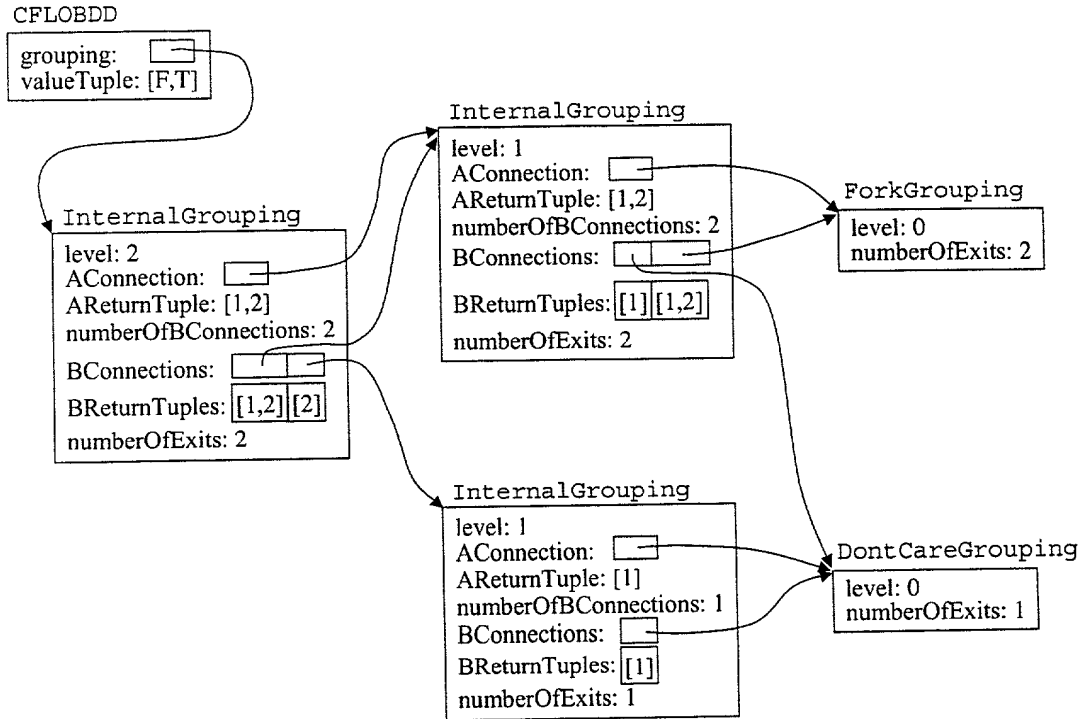 CFLOBDD
grouping:
valueTuple: [F,T]
InternalGrouping
level: 2
AConnection:
AReturnTuple: [1,2]
numberOfBConnections: 2
BConnections:
BReturnTuples: [1,2] [2]
numberOfExits: 2
InternalGrouping
level: 1
AConnection:
AReturnTuple: [1,2]
numberOfBConnections: 2
BConnections:
BReturnTuples: [1] [1,2]
numberOfExits: 2
InternalGrouping
level: 1
AConnection:
AReturnTuple: [1]
numberOfBConnections: 1
BConnections:
BReturnTuples: [1]
numberOfExits: 1
ForkGrouping
level: 0
numberOfExits: 2
DontCareGrouping
level: 0
numberOfExits: 1